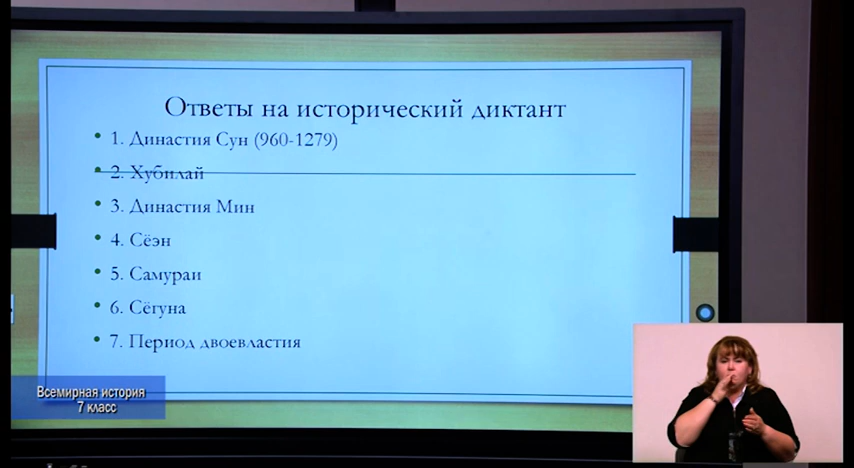 Ответы на исторический диктант
• 1. Династия Сун (960-1279)
• 2. Хубилай
• 3. Династия Мин
• 4. Сёэн
• 5. Самураи
• 6. Сёгуна
• 7. Период двоевластия
Всемирная история
7 класс